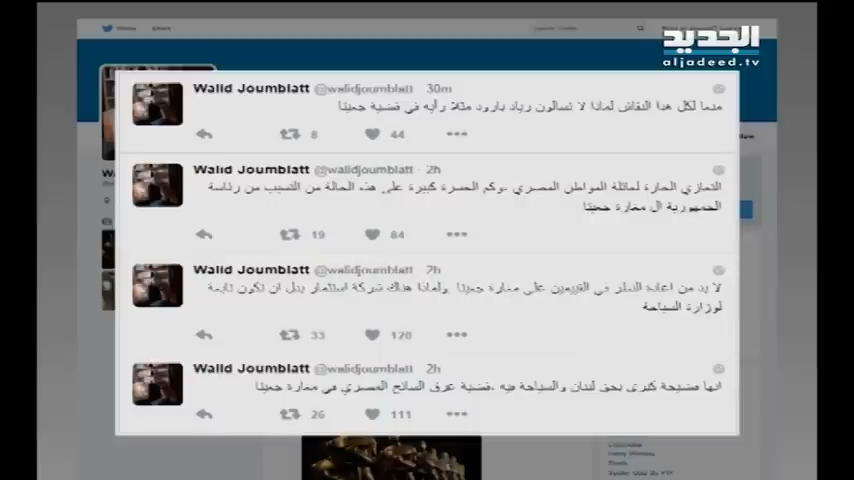 الجديد
aljadeed.tv
Walid Joumblatt @walidjoumblatt 30m
منعا لكل هدا النقاش لماذا لا تسالون زياد بارود مثلا رأيه في قضية جعيتا
8 44
Walid Joumblatt @walidjoumblatt 2h
التعازي الحارة لعائلة المواطن المصري .وكم الحسرة كبيرة على هذه الحالة من التسيب من رئاسة
الجمهورية ال مغارة جعيتا
19 84
Walid Joumblatt @walidjoumblatt 2h
لا بد من اعادة النظر في القييمين على مغارة جعيتا .ولماذا هناك شركة استثمار بدل ان تكون تابعة
لوزارة السياحة
33 120
Walid Joumblatt @walidjoumblatt 2h
انها فضيحة كبرى بحق لبنان والسياحة فيه .قضية غرق السائح المصري في مغارة جعيتا
26 111